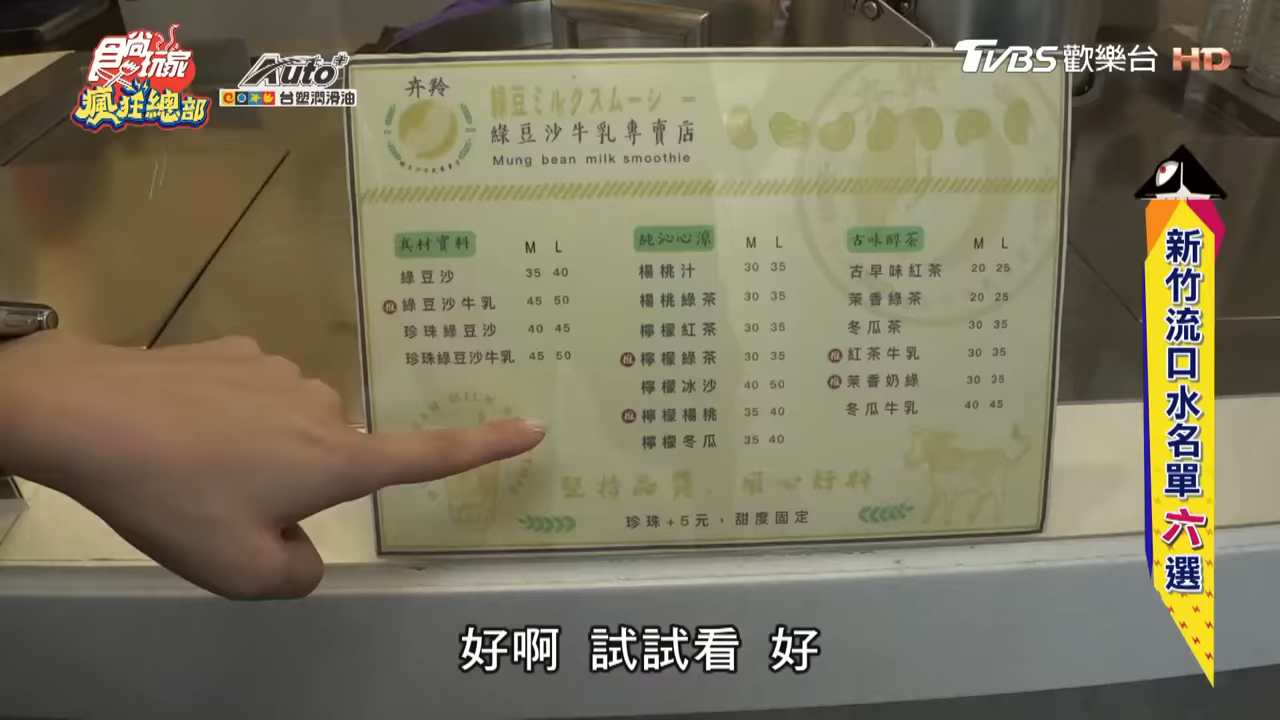 食尚玩家
瘋狂總部
Auto+
台塑潤滑油
TVBS歡樂台 HD
卉羚
綠豆ミルクスムーシー
綠豆沙牛乳專賣店
Mung bean milk smoothie
真材實料 M L
綠豆沙 35 40
綠豆沙牛乳 45 50
珍珠綠豆沙 40 45
珍珠綠豆沙牛乳 45 50
純沁心涼 M L
楊桃汁 30 35
楊桃綠茶 30 35
檸檬紅茶 30 35
檸檬綠茶 30 35
檸檬冰沙 40 50
檸檬楊桃 35 40
檸檬冬瓜 35 40
古味醇茶 M L
古早味紅茶 20 25
茉香綠茶 20 25
冬瓜茶 30 35
紅茶牛乳 30 35
茉香奶綠 30 35
冬瓜牛乳 40 45
堅持品質.用心好料
珍珠+5元，甜度固定
新竹流口水名單六選
好啊 試試看 好